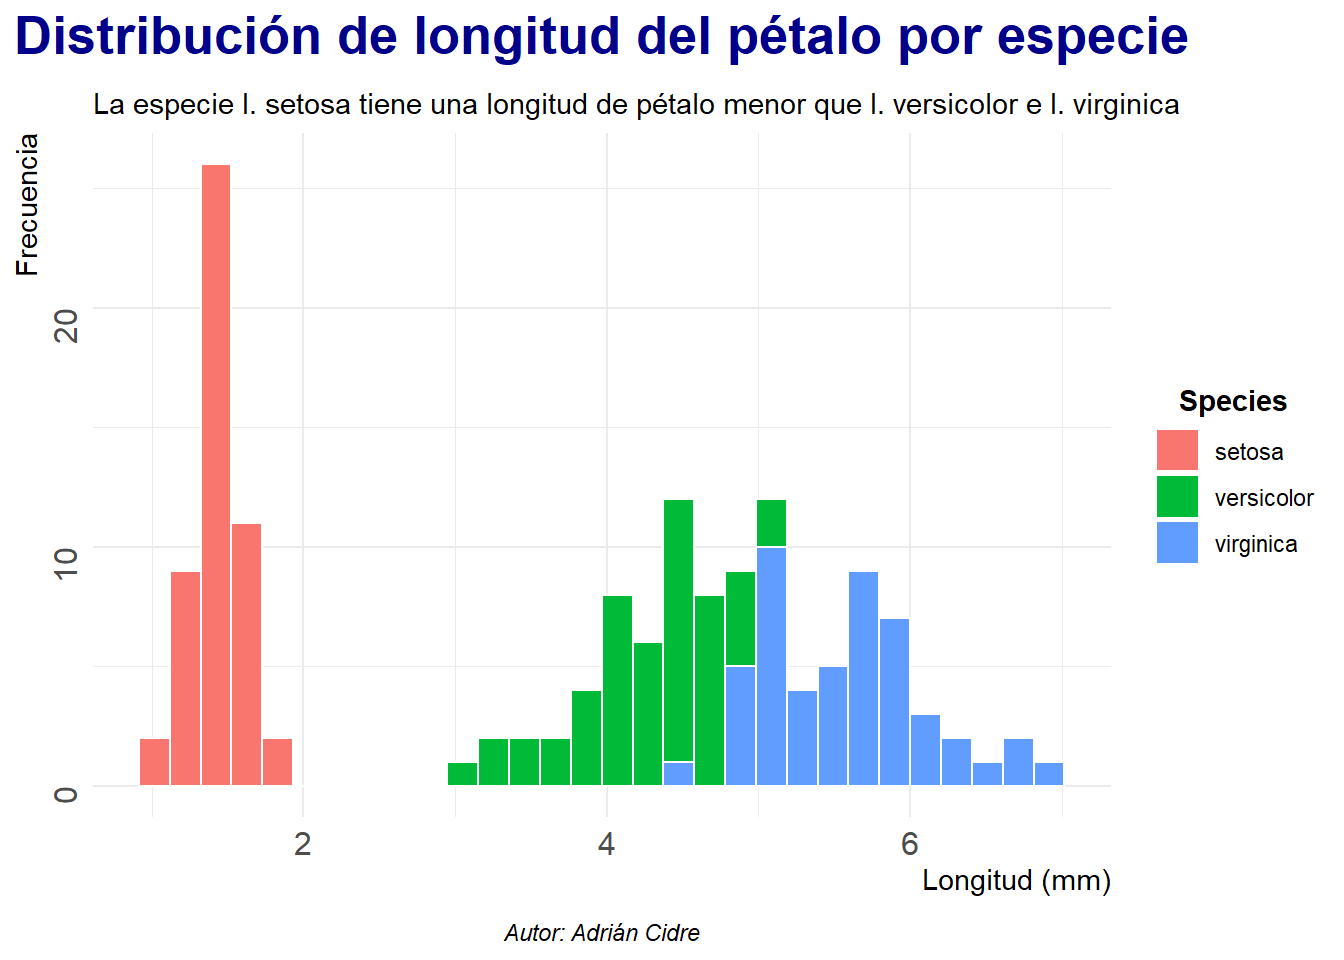 Distribución de longitud del pétalo por especie
La especie I. setosa tiene una longitud de pétalo menor que I. versicolor e I. virginica
Frecuencia
20
10
0
2 4 6
Longitud (mm)
Species
setosa
versicolor
virginica
Autor: Adrián Cidre